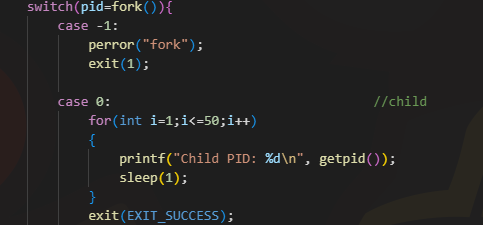 switch(pid=fork()){
case -1:
perror("fork");
exit(1);
case 0: //child
for(int i=1;i<=50;i++)
{
printf("Child PID: %d\n", getpid());
sleep(1);
}
exit(EXIT_SUCCESS);